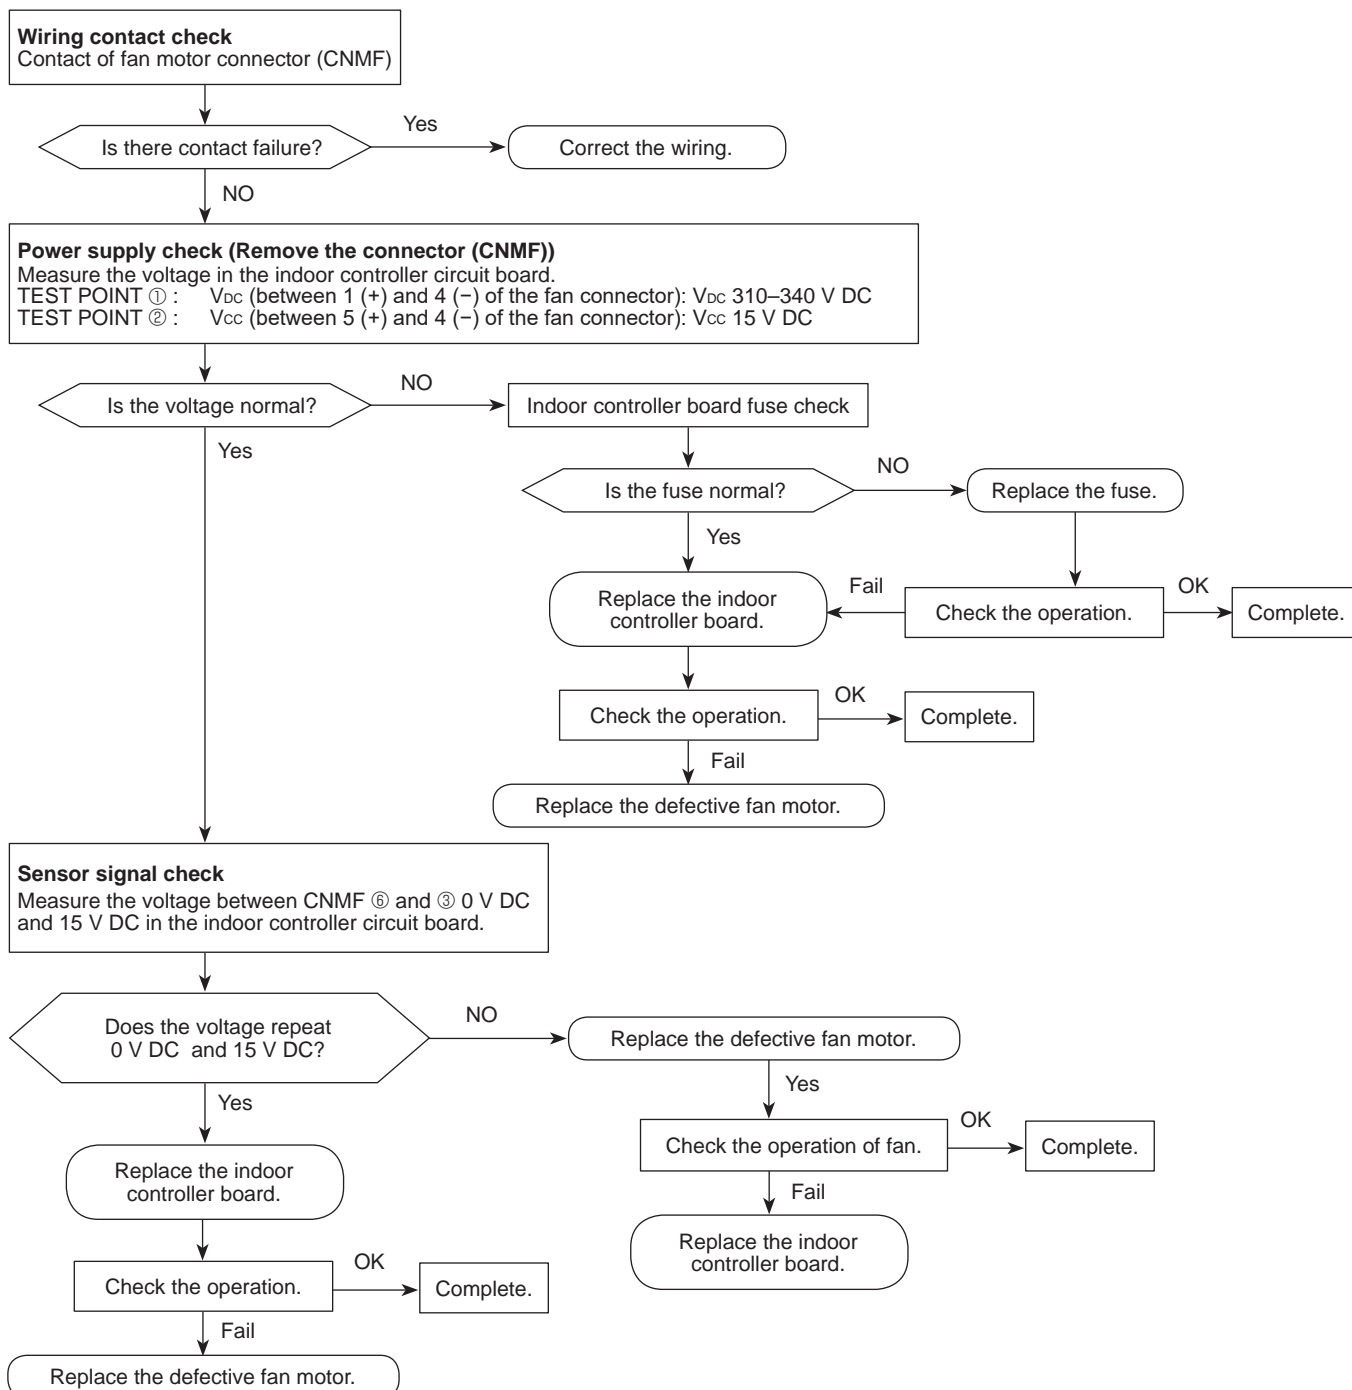 Wiring contact check
Contact of fan motor connector (CNMF)
Is there contact failure?
Yes
Correct the wiring.
NO
Power supply check (Remove the connector (CNMF))
Measure the voltage in the indoor controller circuit board.
TEST POINT ① : VDC (between 1 (+) and 4 (−) of the fan connector): VDC 310–340 V DC
TEST POINT ② : VCC (between 5 (+) and 4 (−) of the fan connector): VCC 15 V DC
Is the voltage normal?
NO
Indoor controller board fuse check
Yes
Is the fuse normal?
NO
Replace the fuse.
Yes
Replace the indoor
controller board.
Fail
Check the operation.
OK
Complete.
Check the operation.
OK
Complete.
Fail
Replace the defective fan motor.
Sensor signal check
Measure the voltage between CNMF ⑥ and ③ 0 V DC
and 15 V DC in the indoor controller circuit board.
Does the voltage repeat
0 V DC and 15 V DC?
NO
Replace the defective fan motor.
Yes
Yes
Check the operation of fan.
OK
Complete.
Replace the indoor
controller board.
Fail
Replace the indoor
controller board.
Check the operation.
OK
Complete.
Fail
Replace the defective fan motor.